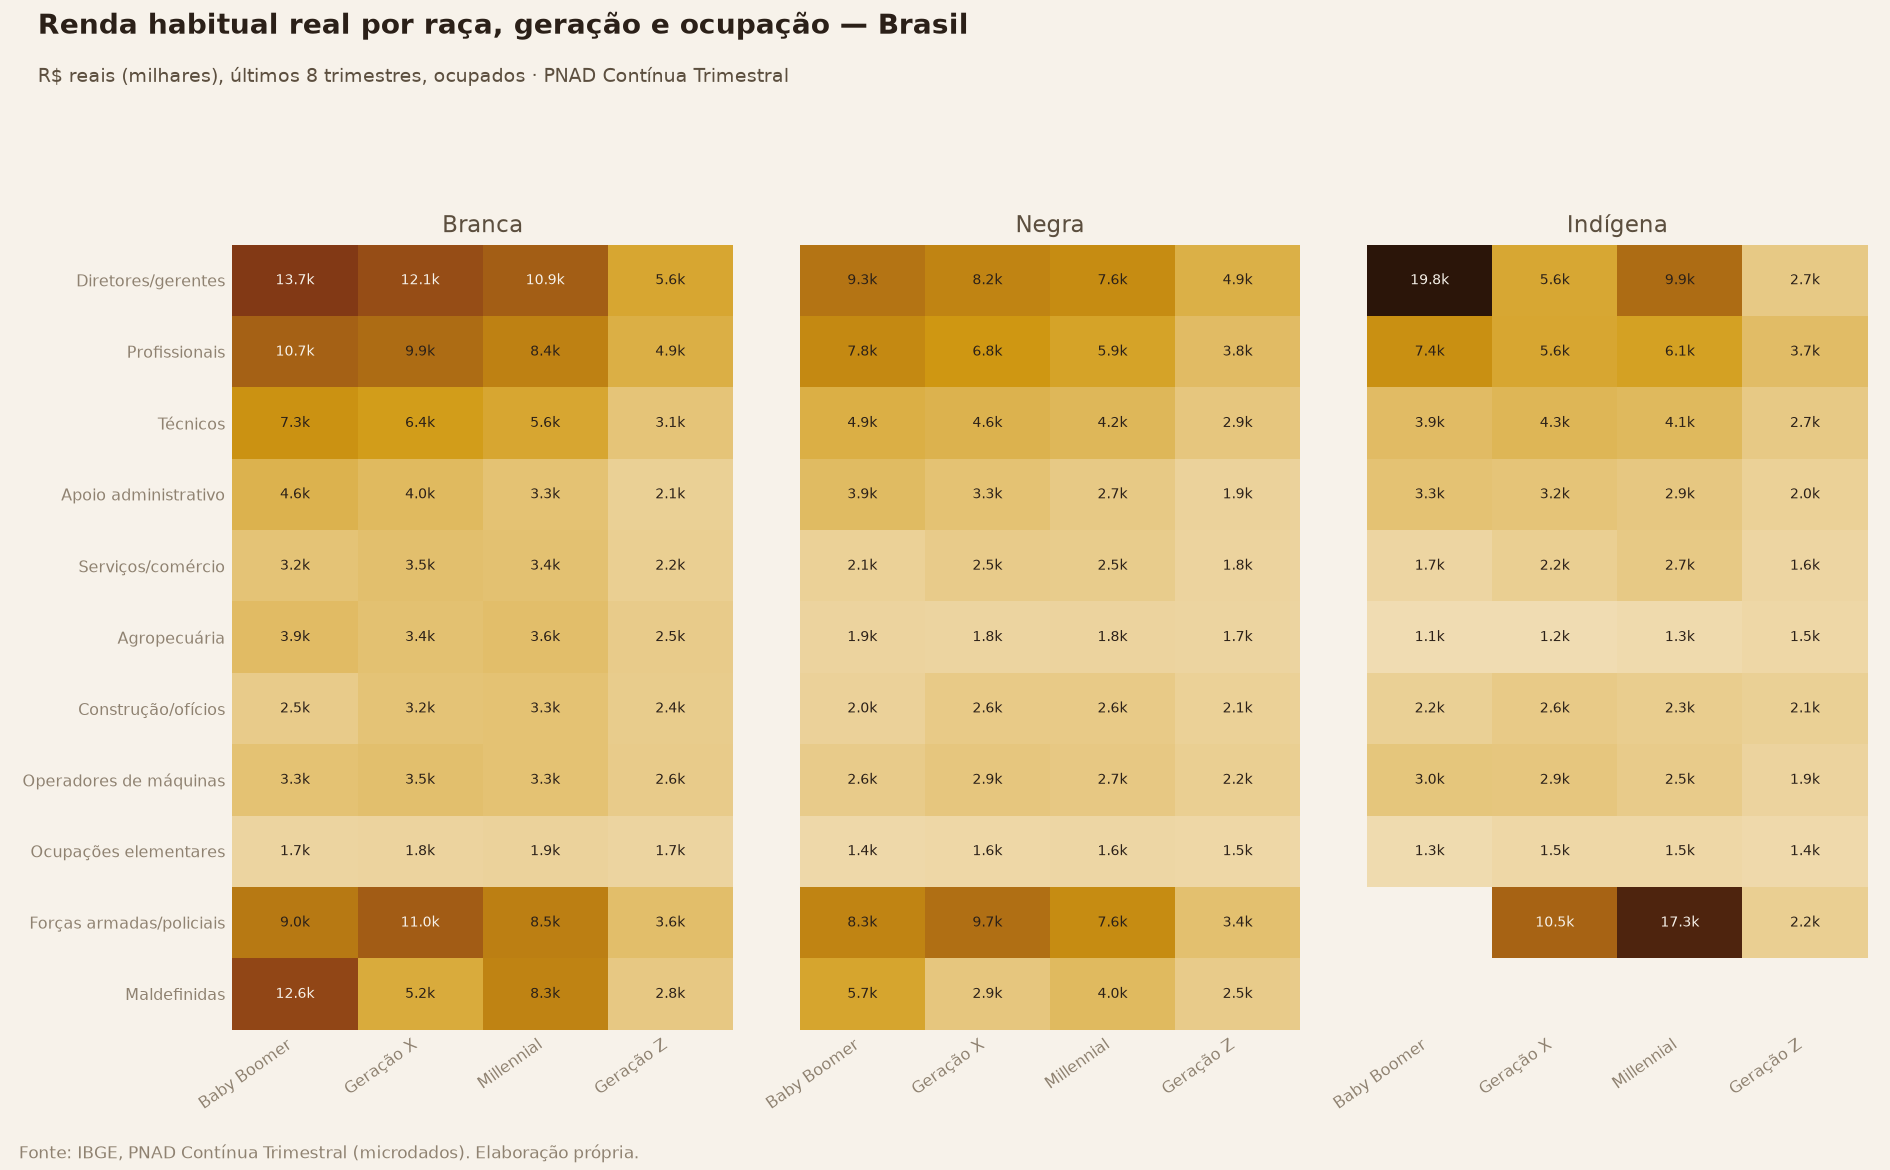 Renda habitual real por raça, geração e ocupação — Brasil
R$ reais (milhares), últimos 8 trimestres, ocupados · PNAD Contínua Trimestral
Branca Negra Indígena
Diretores/gerentes 13.7k 12.1k 10.9k 5.6k 9.3k 8.2k 7.6k 4.9k 19.8k 5.6k 9.9k 2.7k
Profissionais 10.7k 9.9k 8.4k 4.9k 7.8k 6.8k 5.9k 3.8k 7.4k 5.6k 6.1k 3.7k
Técnicos 7.3k 6.4k 5.6k 3.1k 4.9k 4.6k 4.2k 2.9k 3.9k 4.3k 4.1k 2.7k
Apoio administrativo 4.6k 4.0k 3.3k 2.1k 3.9k 3.3k 2.7k 1.9k 3.3k 3.2k 2.9k 2.0k
Serviços/comércio 3.2k 3.5k 3.4k 2.2k 2.1k 2.5k 2.5k 1.8k 1.7k 2.2k 2.7k 1.6k
Agropecuária 3.9k 3.4k 3.6k 2.5k 1.9k 1.8k 1.8k 1.7k 1.1k 1.2k 1.3k 1.5k
Construção/ofícios 2.5k 3.2k 3.3k 2.4k 2.0k 2.6k 2.6k 2.1k 2.2k 2.6k 2.3k 2.1k
Operadores de máquinas 3.3k 3.5k 3.3k 2.6k 2.6k 2.9k 2.7k 2.2k 3.0k 2.9k 2.5k 1.9k
Ocupações elementares 1.7k 1.8k 1.9k 1.7k 1.4k 1.6k 1.6k 1.5k 1.3k 1.5k 1.5k 1.4k
Forças armadas/policiais 9.0k 11.0k 8.5k 3.6k 8.3k 9.7k 7.6k 3.4k 10.5k 17.3k 2.2k
Maldefinidas 12.6k 5.2k 8.3k 2.8k 5.7k 2.9k 4.0k 2.5k
Baby Boomer Geração X Millennial Geração Z Baby Boomer Geração X Millennial Geração Z Baby Boomer Geração X Millennial Geração Z
Fonte: IBGE, PNAD Contínua Trimestral (microdados). Elaboração própria.